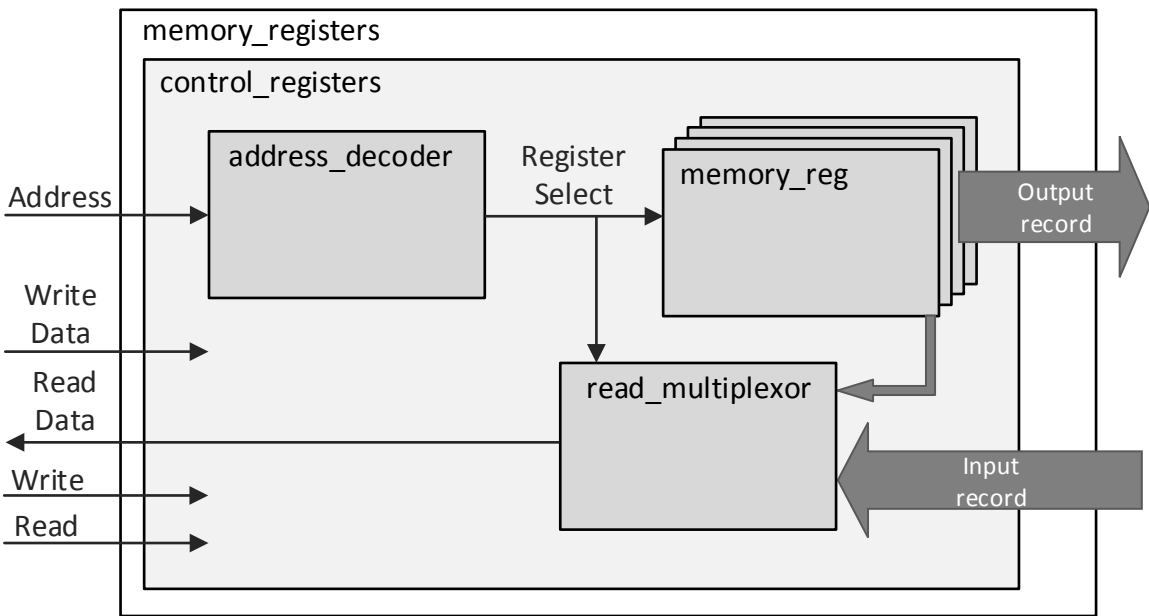 memory_registers
control_registers
address_decoder
Register
Select
memory_reg
Output
record
Address
Write
Data
Read
Data
read_multiplexor
Input
record
Write
Read